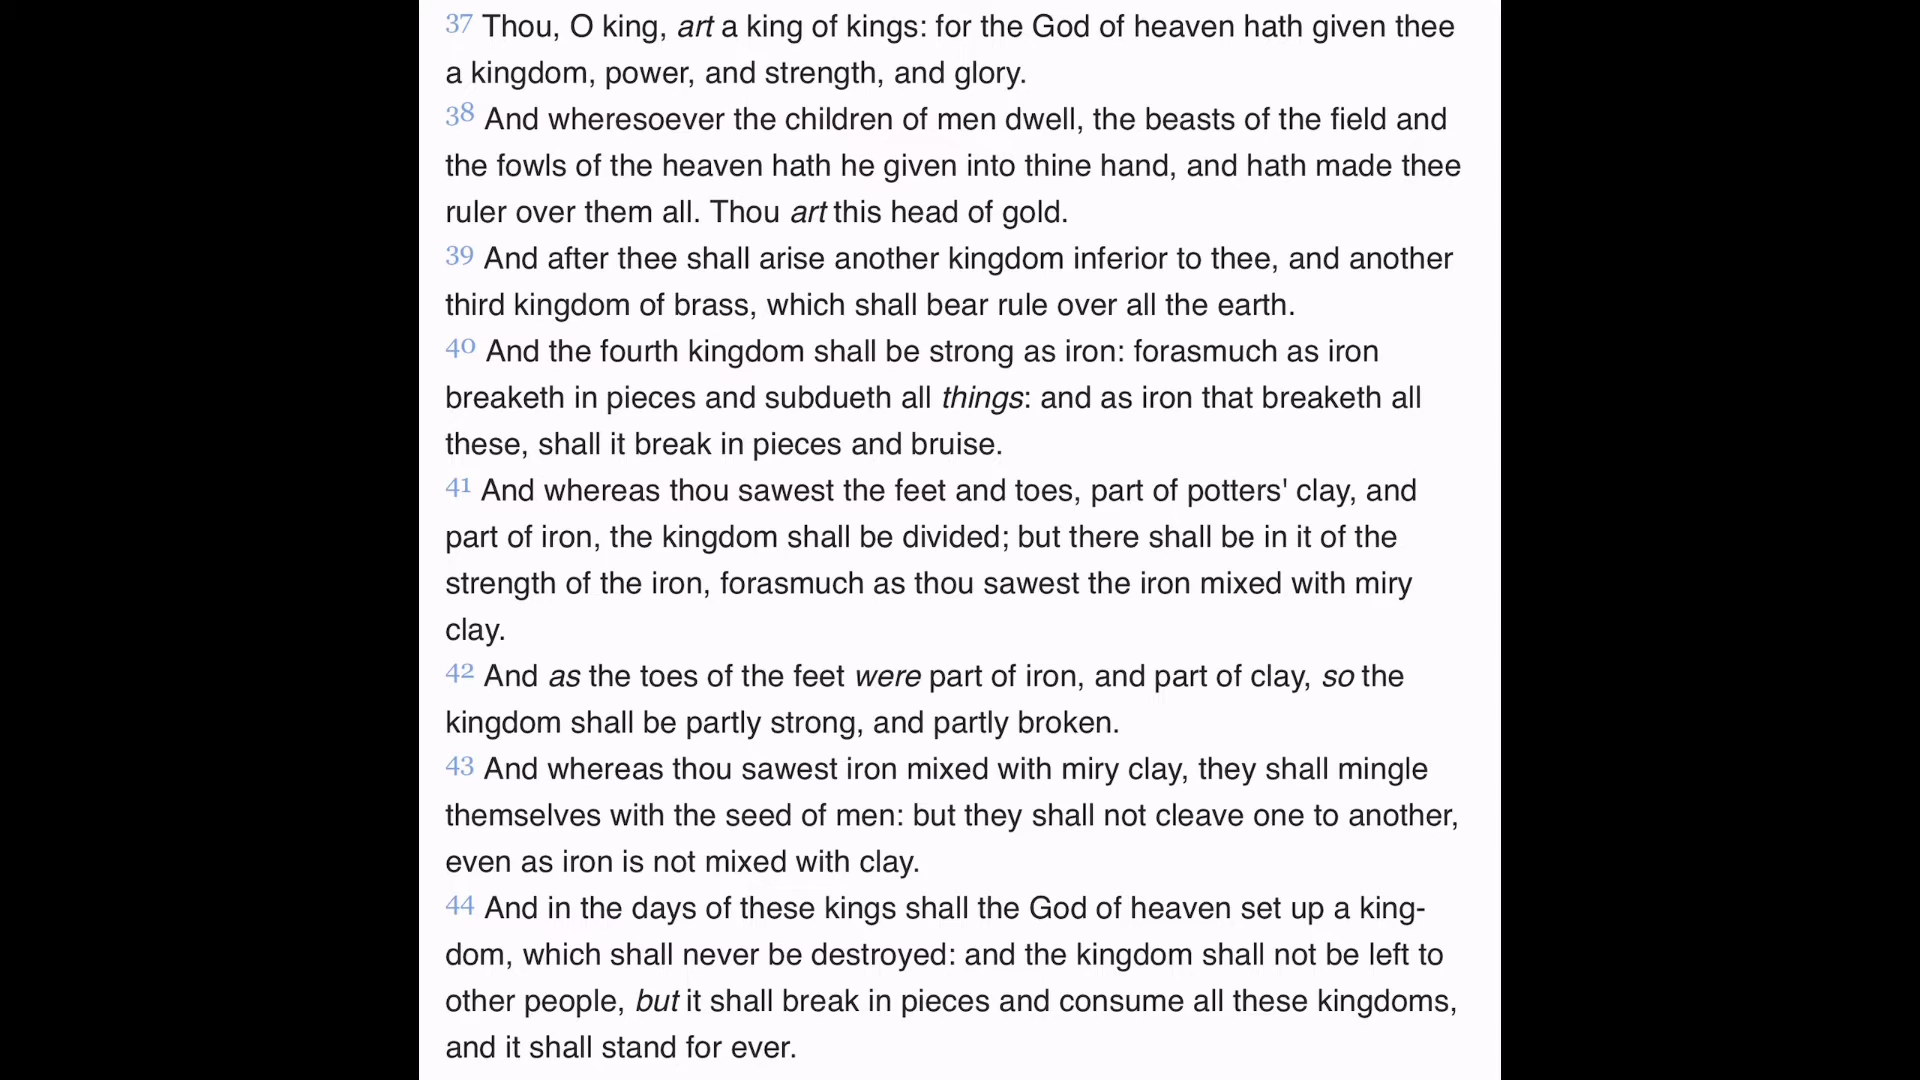 37 Thou, O king, art a king of kings: for the God of heaven hath given thee
a kingdom, power, and strength, and glory.
38 And wheresoever the children of men dwell, the beasts of the field and
the fowls of the heaven hath he given into thine hand, and hath made thee
ruler over them all. Thou art this head of gold.
39 And after thee shall arise another kingdom inferior to thee, and another
third kingdom of brass, which shall bear rule over all the earth.
40 And the fourth kingdom shall be strong as iron: forasmuch as iron
breaketh in pieces and subdueth all things: and as iron that breaketh all
these, shall it break in pieces and bruise.
41 And whereas thou sawest the feet and toes, part of potters' clay, and
part of iron, the kingdom shall be divided; but there shall be in it of the
strength of the iron, forasmuch as thou sawest the iron mixed with miry
clay.
42 And as the toes of the feet were part of iron, and part of clay, so the
kingdom shall be partly strong, and partly broken.
43 And whereas thou sawest iron mixed with miry clay, they shall mingle
themselves with the seed of men: but they shall not cleave one to another,
even as iron is not mixed with clay.
44 And in the days of these kings shall the God of heaven set up a king-
dom, which shall never be destroyed: and the kingdom shall not be left to
other people, but it shall break in pieces and consume all these kingdoms,
and it shall stand for ever.